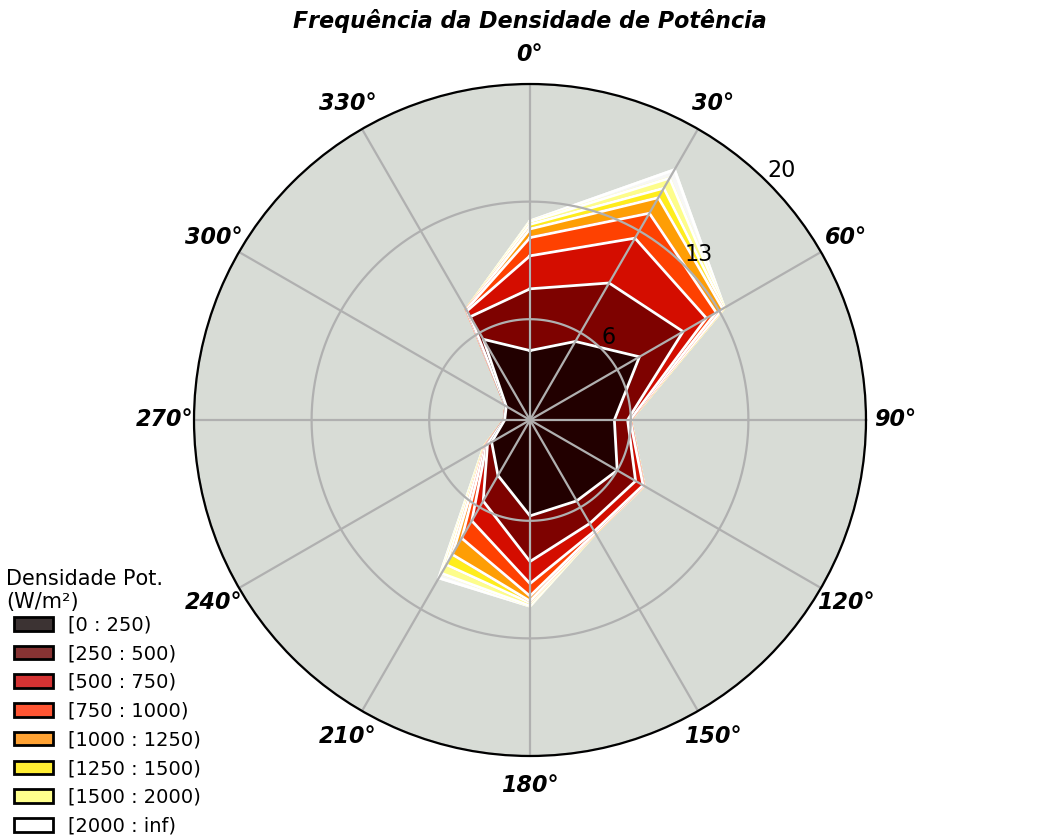 Frequência da Densidade de Potência
0°
330°
30°
20
300°
60°
13
6
270°
90°
240°
120°
210°
150°
180°
Densidade Pot.
(W/m²)
[0 : 250)
[250 : 500)
[500 : 750)
[750 : 1000)
[1000 : 1250)
[1250 : 1500)
[1500 : 2000)
[2000 : inf)